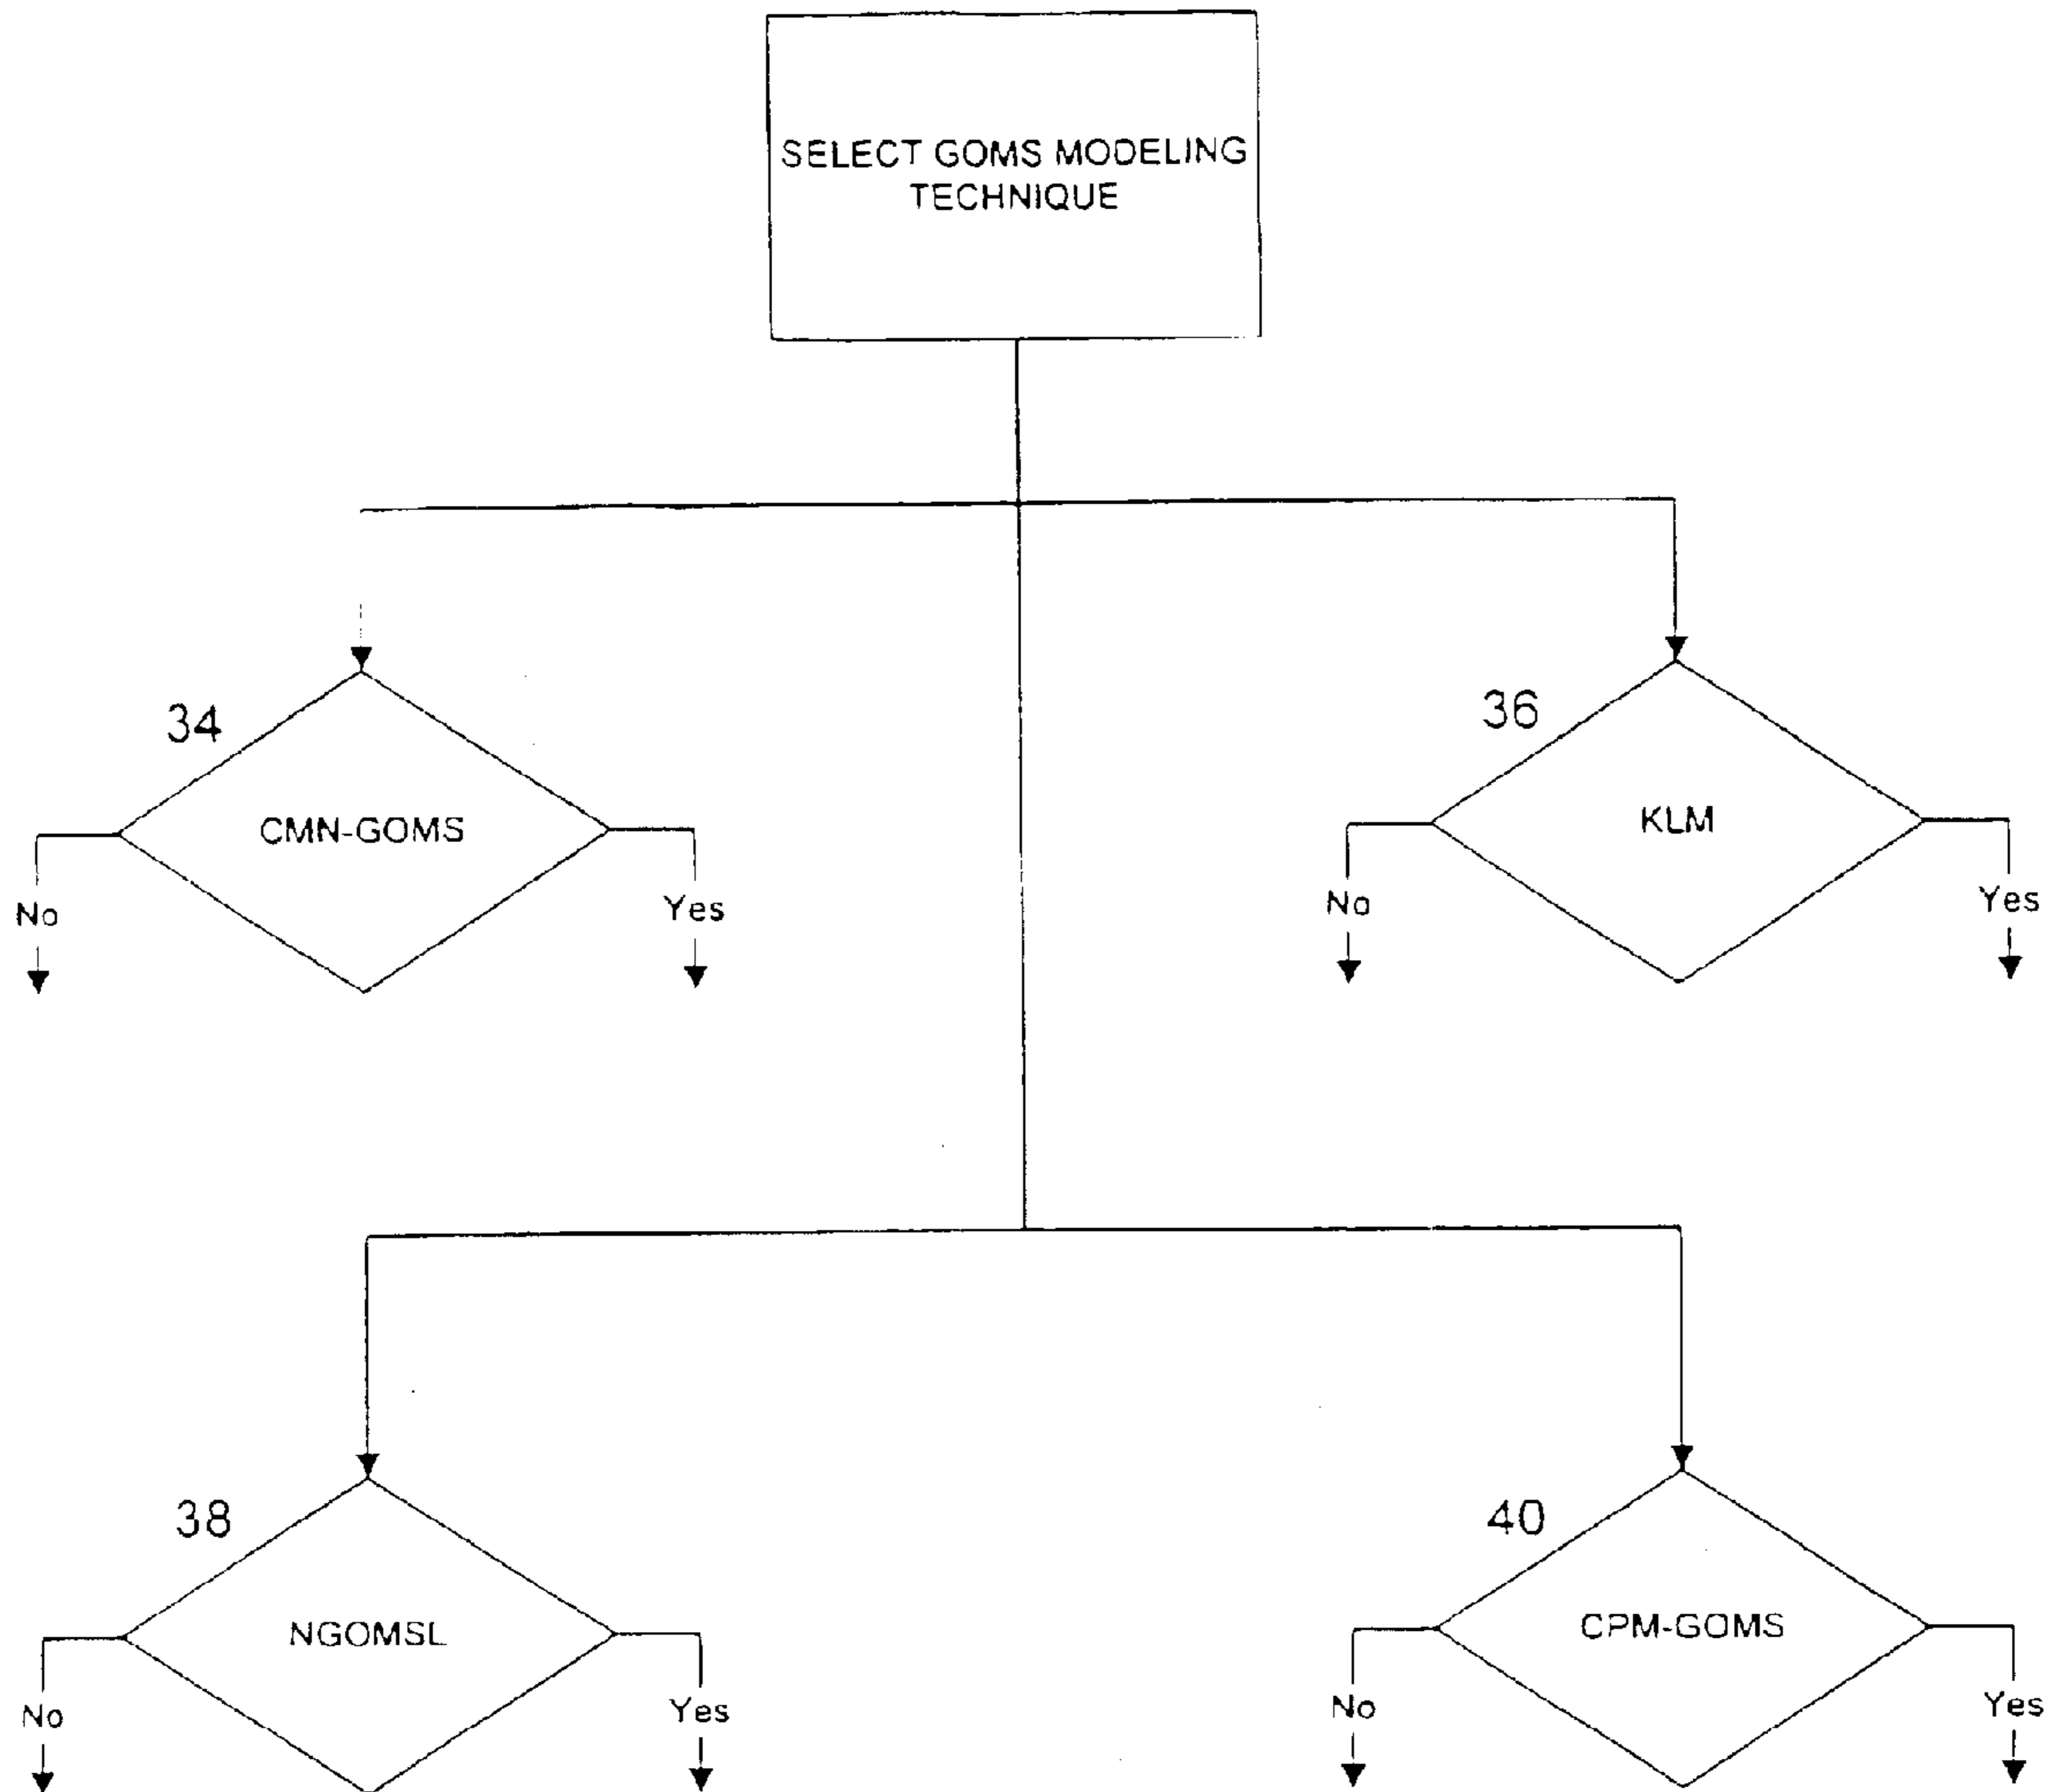 SELECT GOMS MODELING
TECHNIQUE
34
CMN-GOMS
No
Yes
36
KLM
No
Yes
38
NGOMSL
No
Yes
40
CPM-GOMS
No
Yes